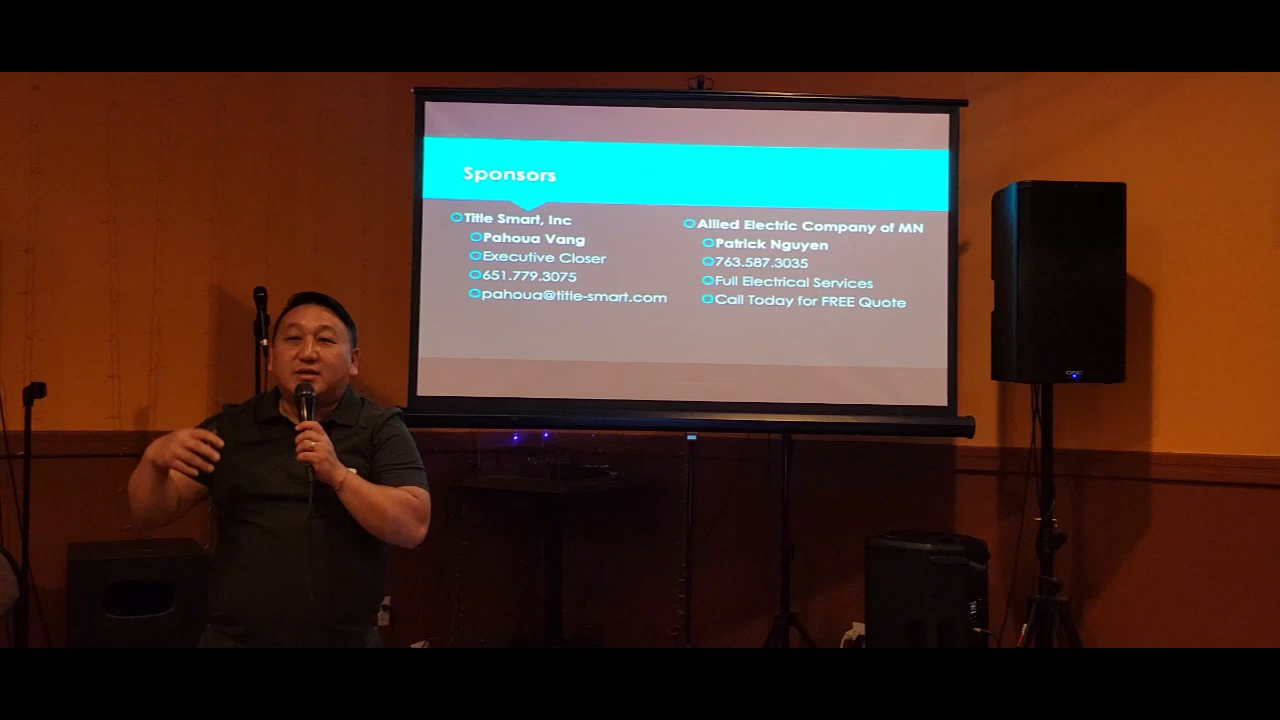 Sponsors
Title Smart, Inc
Pahoua Vang
Executive Closer
651.779.3075
pahoua@title-smart.com
Allied Electric Company of MN
Patrick Nguyen
763.587.3035
Full Electrical Services
Call Today for FREE Quote
QSC